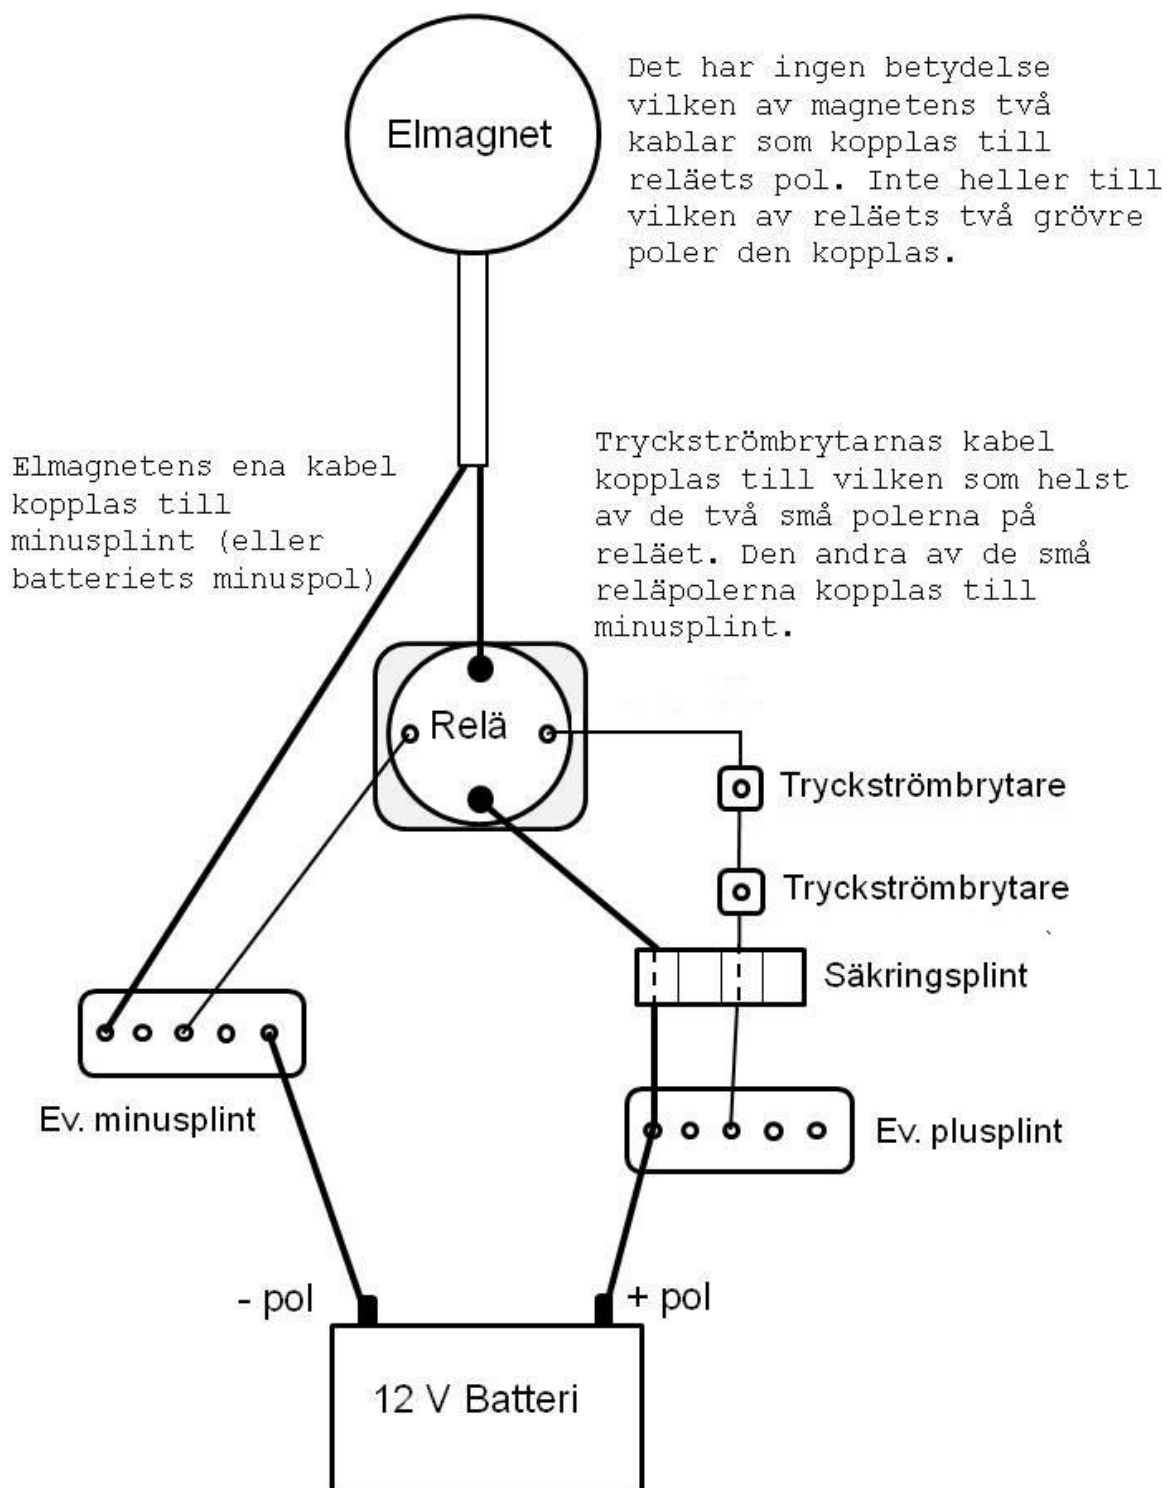 Elmagnet
Det har ingen betydelse
vilken av magnetens två
kablar som kopplas till
reläets pol. Inte heller till
vilken av reläets två grövre
poler den kopplas.
Elmagnetens ena kabel
kopplas till
minusplint (eller
batteriets minuspol)
Tryckströmbrytarnas kabel
kopplas till vilken som helst
av de två små polerna på
reläet. Den andra av de små
reläpolerna kopplas till
minusplint.
Relä
Tryckströmbrytare
Tryckströmbrytare
Säkringsplint
Ev. minusplint
Ev. plusplint
- pol
+ pol
12 V Batteri